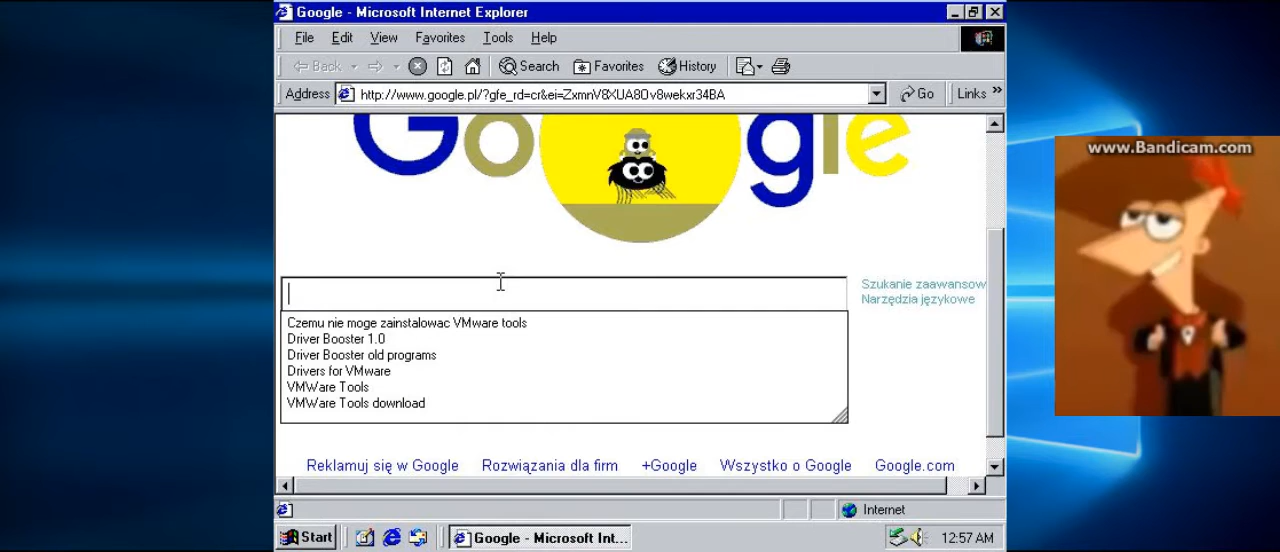 Google - Microsoft Internet Explorer
File Edit View Favorites Tools Help
Back Search Favorites History
Address http://www.google.pl/?gfe_rd=cr&ei=ZxmnV8XUA8Ov8wekxr34BA Go Links »
www.Bandicam.com
Google
Szukanie zaawansow
Narzędzia językowe
Czemu nie moge zainstalowac VMware tools
Driver Booster 1.0
Driver Booster old programs
Drivers for VMware
VMWare Tools
VMWare Tools download
Reklamuj się w Google Rozwiązania dla firm +Google Wszystko o Google Google.com
Internet
Start Google - Microsoft Int... 12:57 AM